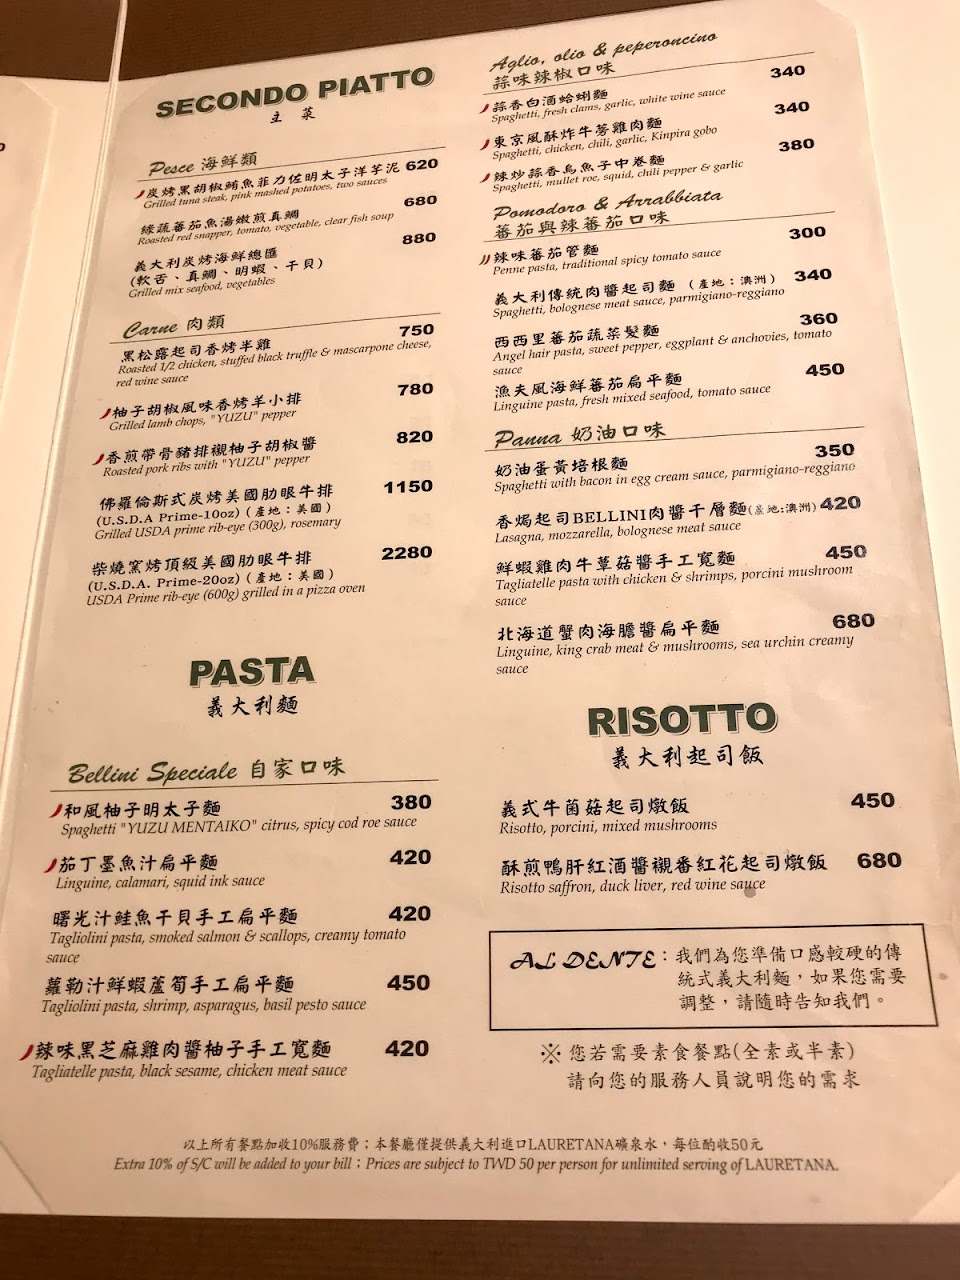 SECONDO PIATTO
主 菜
Pesce 海鮮類
炭烤黑胡椒鮪魚菲力佐明太子洋芋泥 620
Grilled tuna steak, pink mashed potatoes, two sauces
綠蔬蕃茄魚湯嫩煎真鯛 680
Roasted red snapper, tomato, vegetable, clear fish soup
義大利炭烤海鮮總匯 880
(軟舌、真鯛、明蝦、干貝)
Grilled mix seafood, vegetables
Carne 肉類
黑松露起司香烤半雞 750
Roasted 1/2 chicken, stuffed black truffle & mascarpone cheese,
red wine sauce
柚子胡椒風味香烤羊小排 780
Grilled lamb chops, "YUZU" pepper
香煎帶骨豬排襯柚子胡椒醬 820
Roasted pork ribs with "YUZU" pepper
佛羅倫斯式炭烤美國肋眼牛排 1150
(U.S.D.A Prime-10oz) (產地：美國)
Grilled USDA prime rib-eye (300g), rosemary
柴燒窯烤頂級美國肋眼牛排 2280
(U.S.D.A. Prime-20oz) (產地：美國)
USDA Prime rib-eye (600g) grilled in a pizza oven
PASTA
義大利麵
Bellini Speciale 自家口味
和風柚子明太子麵 380
Spaghetti "YUZU MENTAIKO" citrus, spicy cod roe sauce
茄丁墨魚汁扁平麵 420
Linguine, calamari, squid ink sauce
曙光汁鮭魚干貝手工扁平麵 420
Tagliolini pasta, smoked salmon & scallops, creamy tomato
sauce
蘿勒汁鮮蝦蘆筍手工扁平麵 450
Tagliolini pasta, shrimp, asparagus, basil pesto sauce
辣味黑芝麻雞肉醬柚子手工寬麵 420
Tagliatelle pasta, black sesame, chicken meat sauce
Aglio, olio & peperoncino
蒜味辣椒口味
蒜香白酒蛤蜊麵 340
Spaghetti, fresh clams, garlic, white wine sauce
東京風酥炸牛蒡雞肉麵 340
Spaghetti, chicken, chili, garlic, Kinpira gobo
辣炒蒜香烏魚子中卷麵 380
Spaghetti, mullet roe, squid, chili pepper & garlic
Pomodoro & Arrabbiata
蕃茄與辣蕃茄口味
辣味蕃茄管麵 300
Penne pasta, traditional spicy tomato sauce
義大利傳統肉醬起司麵 (產地：澳洲) 340
Spaghetti, bolognese meat sauce, parmigiano-reggiano
西西里蕃茄蔬菜髮麵 360
Angel hair pasta, sweet pepper, eggplant & anchovies, tomato
sauce
漁夫風海鮮蕃茄扁平麵 450
Linguine pasta, fresh mixed seafood, tomato sauce
Panna 奶油口味
奶油蛋黃培根麵 350
Spaghetti with bacon in egg cream sauce, parmigiano-reggiano
香焗起司BELLINI肉醬千層麵(產地:澳洲) 420
Lasagna, mozzarella, bolognese meat sauce
鮮蝦雞肉牛草菇醬手工寬麵 450
Tagliatelle pasta with chicken & shrimps, porcini mushroom
sauce
北海道蟹肉海膽醬扁平麵 680
Linguine, king crab meat & mushrooms, sea urchin creamy
sauce
RISOTTO
義大利起司飯
義式牛菌菇起司燉飯 450
Risotto, porcini, mixed mushrooms
酥煎鴨肝紅酒醬襯番紅花起司燉飯 680
Risotto saffron, duck liver, red wine sauce
AL DENTE：我們為您準備口感較硬的傳
統式義大利麵，如果您需要
調整，請隨時告知我們。
※ 您若需要素食餐點(全素或半素)
請向您的服務人員說明您的需求
以上所有餐點加收10%服務費；本餐廳僅提供義大利進口LAURETANA礦泉水，每位酌收50元
Extra 10% of S/C will be added to your bill：Prices are subject to TWD 50 per person for unlimited serving of LAURETANA.